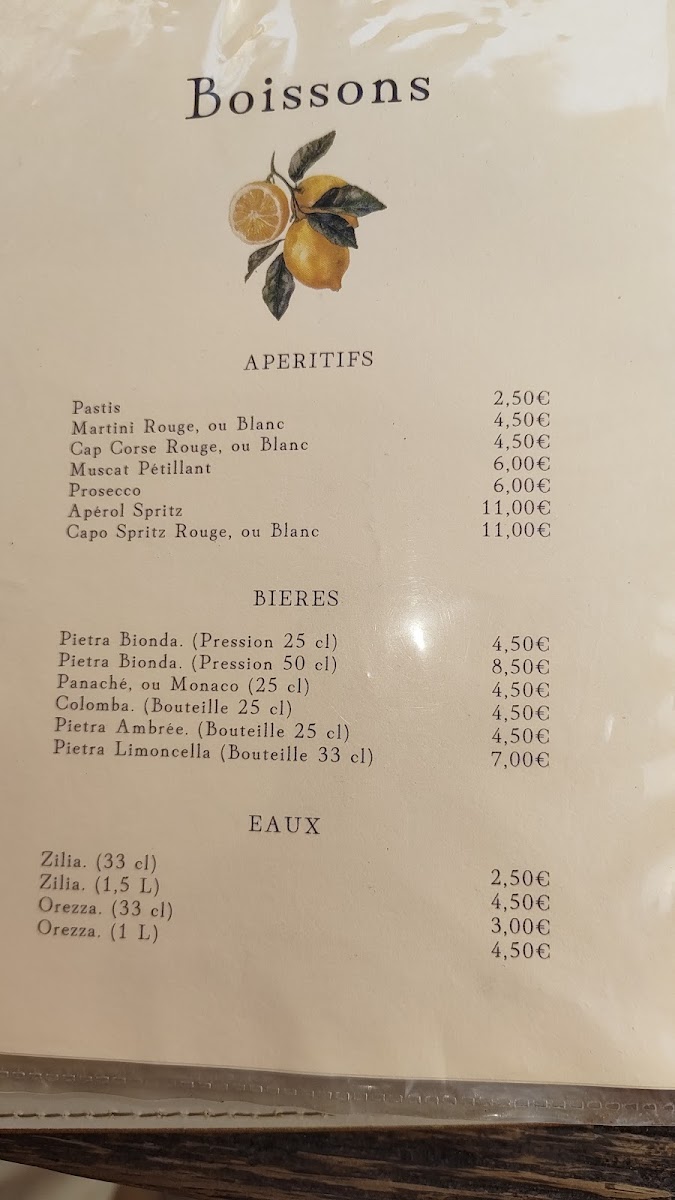 Boissons
APERITIFS
Pastis 2,50€
Martini Rouge, ou Blanc 4,50€
Cap Corse Rouge, ou Blanc 4,50€
Muscat Pétillant 6,00€
Prosecco 6,00€
Apérol Spritz 11,00€
Capo Spritz Rouge, ou Blanc 11,00€
BIERES
Pietra Bionda. (Pression 25 cl) 4,50€
Pietra Bionda. (Pression 50 cl) 8,50€
Panaché, ou Monaco (25 cl) 4,50€
Colomba. (Bouteille 25 cl) 4,50€
Pietra Ambrée. (Bouteille 25 cl) 4,50€
Pietra Limoncella (Bouteille 33 cl) 7,00€
EAUX
Zilia. (33 cl) 2,50€
Zilia. (1,5 L) 4,50€
Orezza. (33 cl) 3,00€
Orezza. (1 L) 4,50€